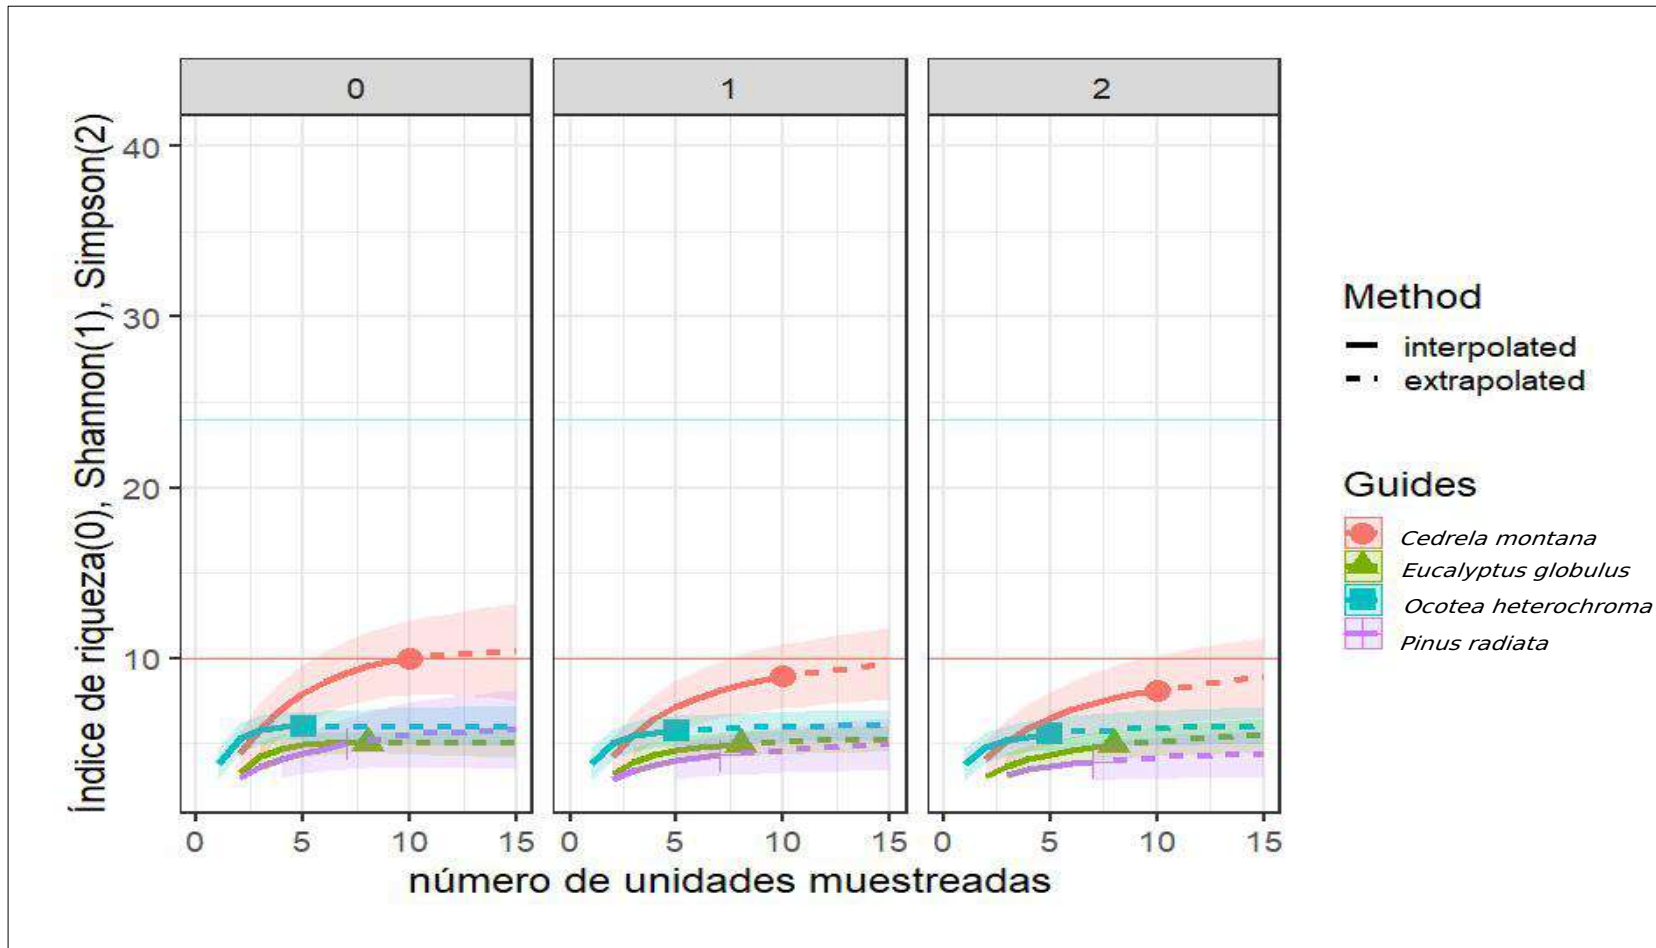 0 1 2
Índice de riqueza(0), Shannon(1), Simpson(2)
40
30
20
10
0 5 10 15 0 5 10 15 0 5 10 15
número de unidades muestreadas
Method
interpolated
extrapolated
Guides
Cedrela montana
Eucalyptus globulus
Ocotea heterochroma
Pinus radiata